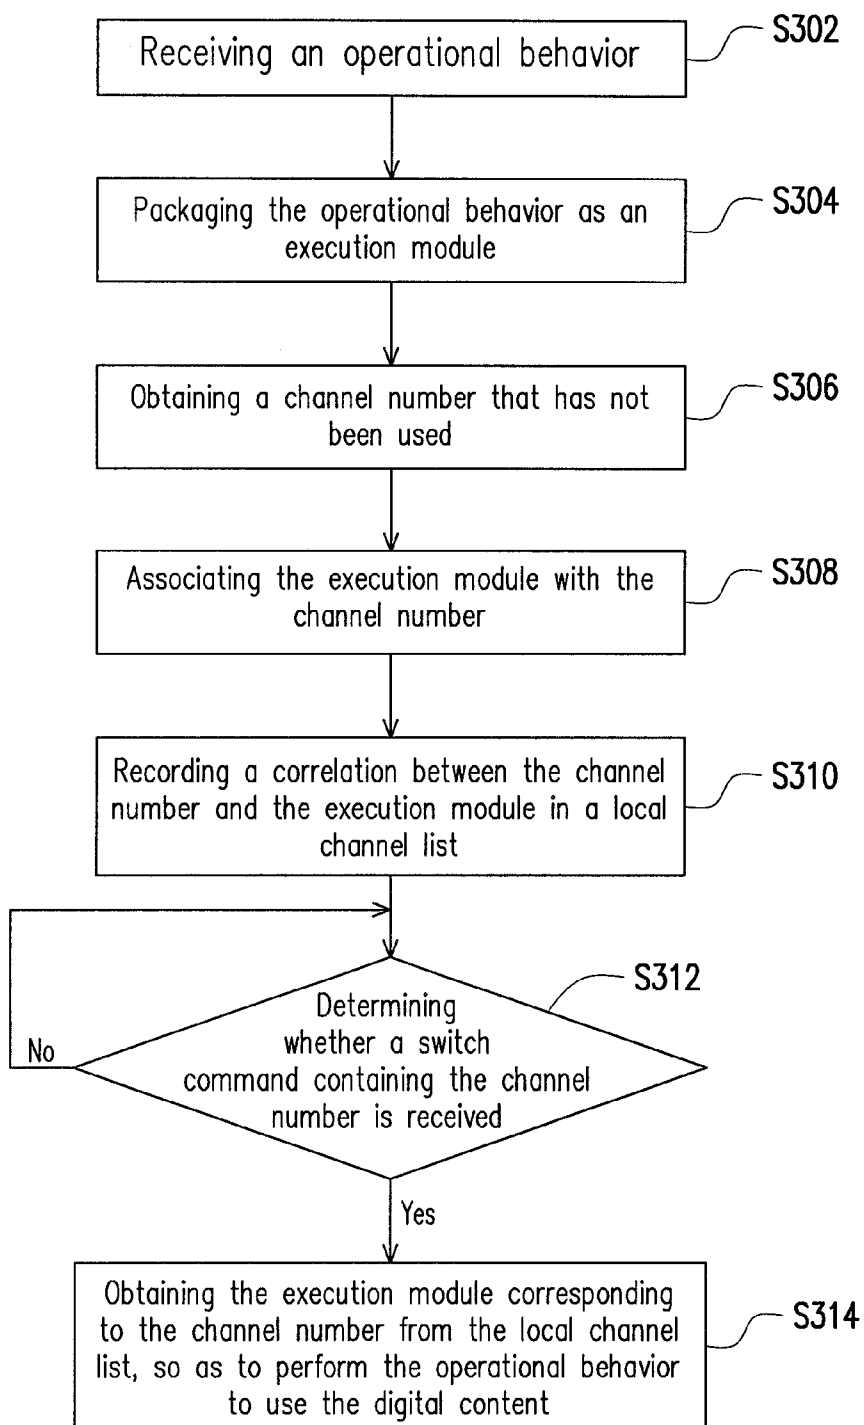 Receiving an operational behavior
S302
Packaging the operational behavior as an
execution module
S304
Obtaining a channel number that has not
been used
S306
Associating the execution module with the
channel number
S308
Recording a correlation between the channel
number and the execution module in a local
channel list
S310
Determining
whether a switch
command containing the channel
number is received
S312
No
Yes
Obtaining the execution module corresponding
to the channel number from the local channel
list, so as to perform the operational behavior
to use the digital content
S314